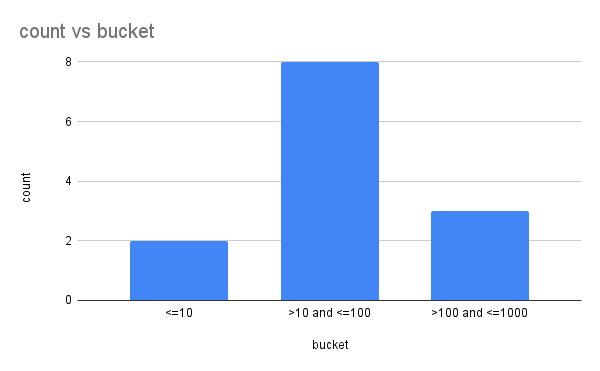 count vs bucket
8
6
4
2
0
count
<=10
>10 and <=100
>100 and <=1000
bucket